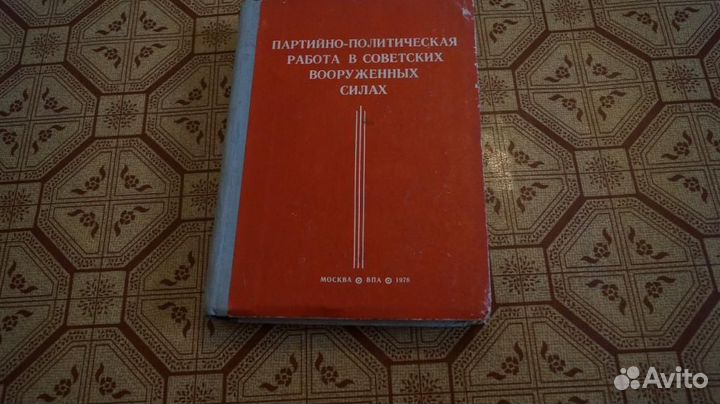 ПАРТИЙНО-ПОЛИТИЧЕСКАЯ
РАБОТА В СОВЕТСКИХ
ВООРУЖЕННЫХ
СИЛАХ
МОСКВА ВПА 1978
Avito